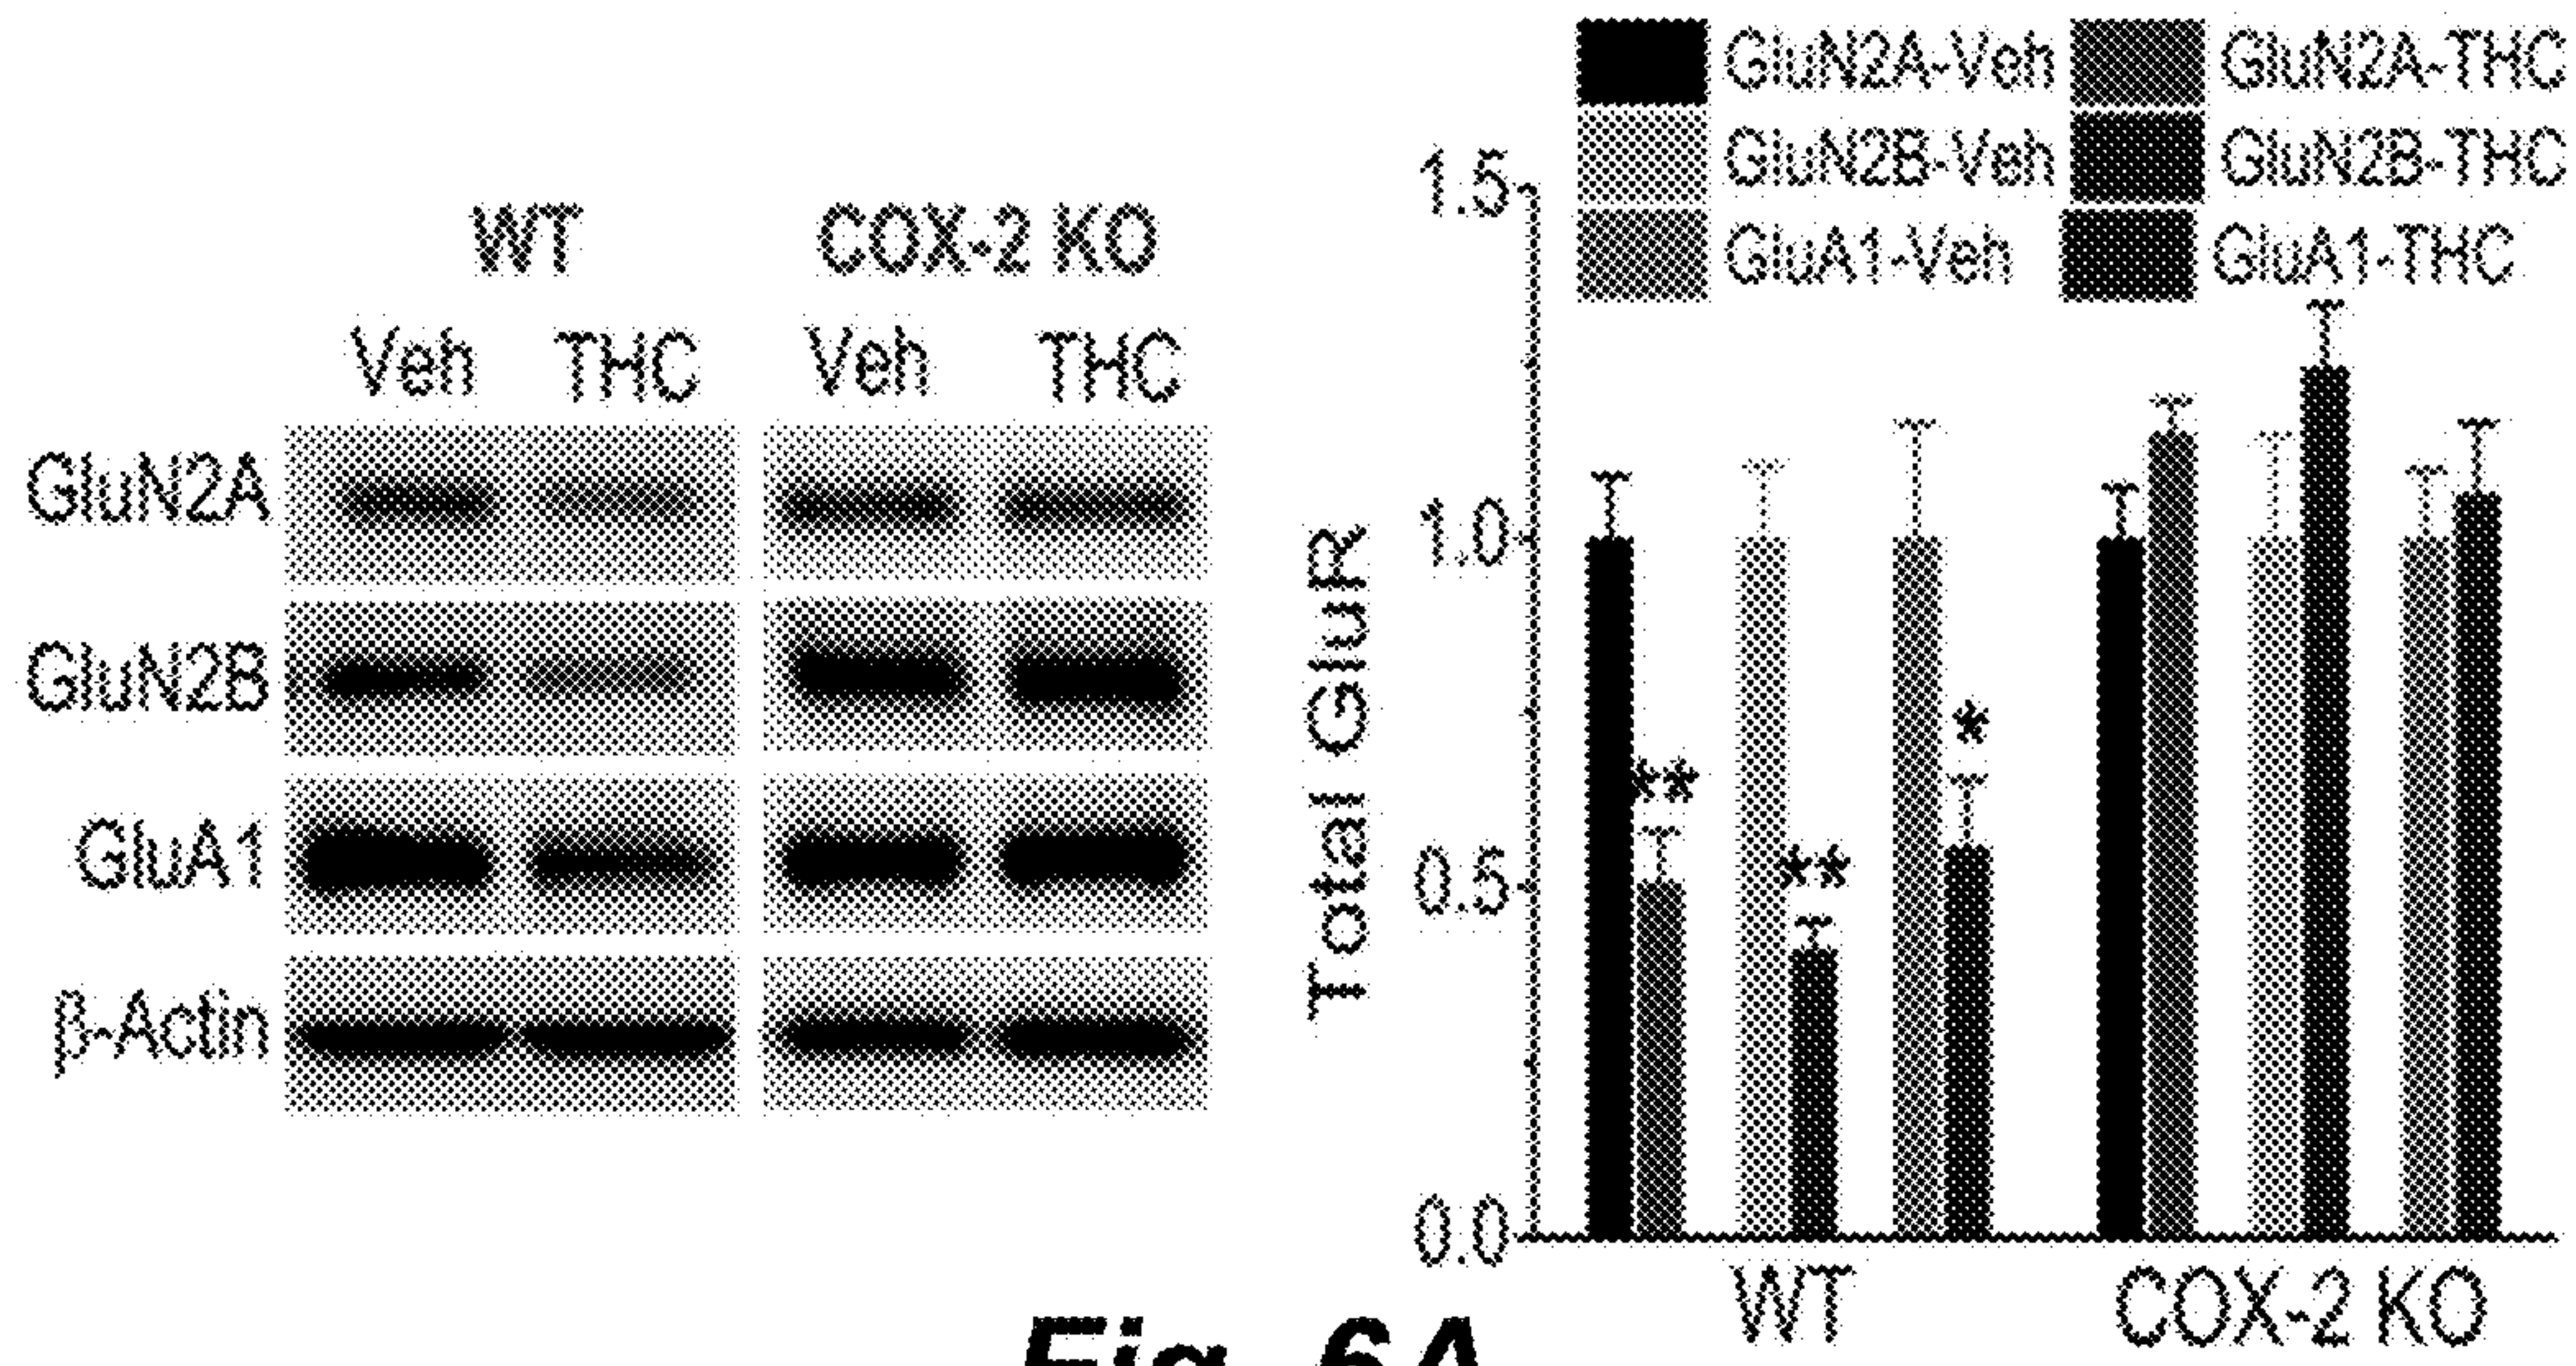 WT COX-2 KO
Veh THC Veh THC
GluN2A
GluN2B
GluA1
β-Actin
GluN2A-Veh GluN2A-THC
GluN2B-Veh GluN2B-THC
GluA1-Veh GluA1-THC
Total GluR
1.5
1.0
0.5
0.0
**
**
*
WT COX-2 KO
Fig. 6A